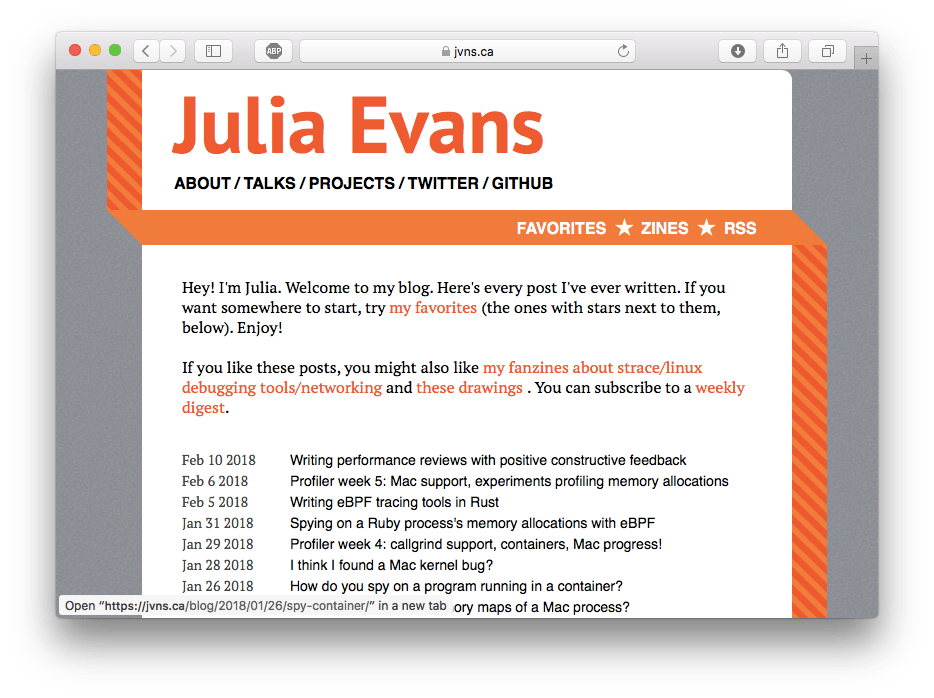 ABP
jvns.ca
Julia Evans
ABOUT / TALKS / PROJECTS / TWITTER / GITHUB
FAVORITES ★ ZINES ★ RSS
Hey! I'm Julia. Welcome to my blog. Here's every post I've ever written. If you
want somewhere to start, try my favorites (the ones with stars next to them,
below). Enjoy!
If you like these posts, you might also like my fanzines about strace/linux
debugging tools/networking and these drawings . You can subscribe to a weekly
digest.
Feb 10 2018 Writing performance reviews with positive constructive feedback
Feb 6 2018 Profiler week 5: Mac support, experiments profiling memory allocations
Feb 5 2018 Writing eBPF tracing tools in Rust
Jan 31 2018 Spying on a Ruby process's memory allocations with eBPF
Jan 29 2018 Profiler week 4: callgrind support, containers, Mac progress!
Jan 28 2018 I think I found a Mac kernel bug?
Jan 26 2018 How do you spy on a program running in a container?
Open “https://jvns.ca/blog/2018/01/26/spy-container/” in a new tab ory maps of a Mac process?